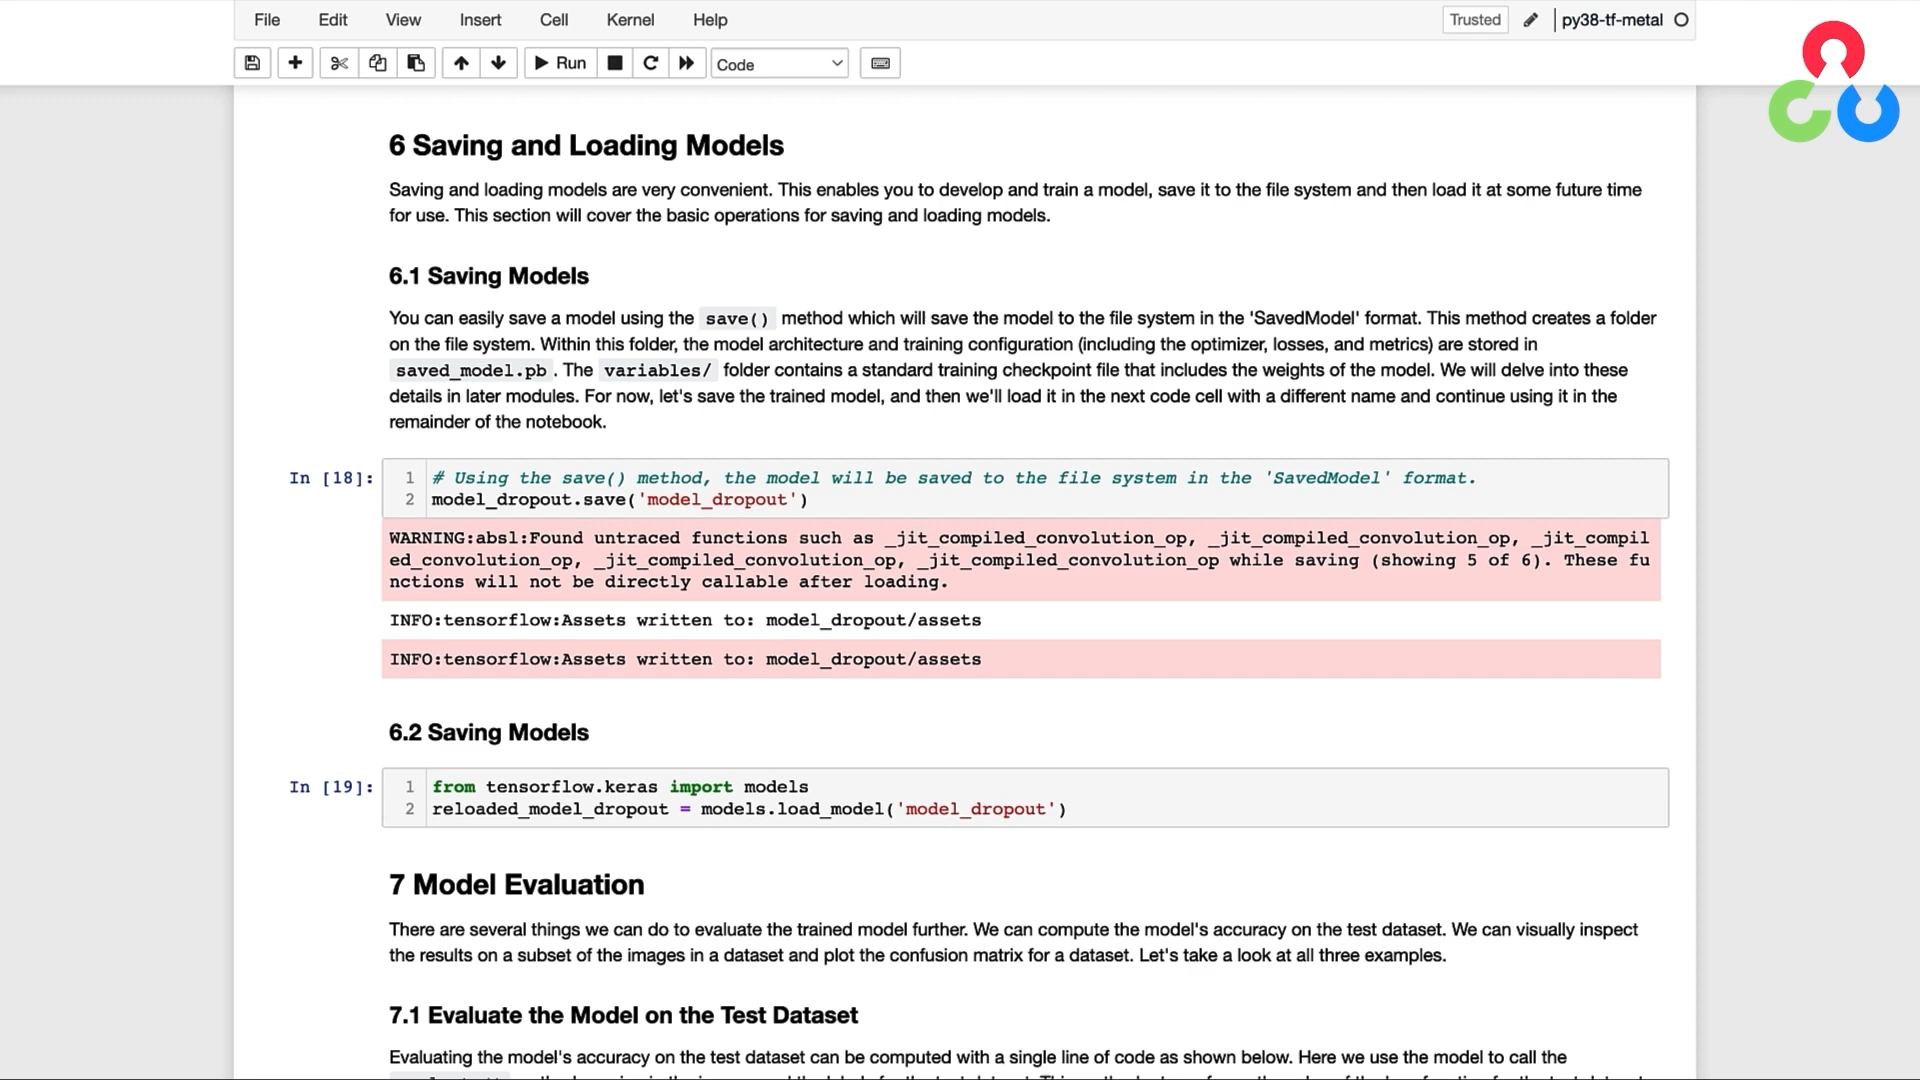 File Edit View Insert Cell Kernel Help Trusted py38-tf-metal
Run Code
6 Saving and Loading Models
Saving and loading models are very convenient. This enables you to develop and train a model, save it to the file system and then load it at some future time
for use. This section will cover the basic operations for saving and loading models.
6.1 Saving Models
You can easily save a model using the save() method which will save the model to the file system in the 'SavedModel' format. This method creates a folder
on the file system. Within this folder, the model architecture and training configuration (including the optimizer, losses, and metrics) are stored in
saved_model.pb . The variables/ folder contains a standard training checkpoint file that includes the weights of the model. We will delve into these
details in later modules. For now, let's save the trained model, and then we'll load it in the next code cell with a different name and continue using it in the
remainder of the notebook.
In [18]: 1 # Using the save() method, the model will be saved to the file system in the 'SavedModel' format.
2 model_dropout.save('model_dropout')
WARNING:absl:Found untraced functions such as _jit_compiled_convolution_op, _jit_compiled_convolution_op, _jit_compil
ed_convolution_op, _jit_compiled_convolution_op, _jit_compiled_convolution_op while saving (showing 5 of 6). These fu
nctions will not be directly callable after loading.
INFO:tensorflow:Assets written to: model_dropout/assets
INFO:tensorflow:Assets written to: model_dropout/assets
6.2 Saving Models
In [19]: 1 from tensorflow.keras import models
2 reloaded_model_dropout = models.load_model('model_dropout')
7 Model Evaluation
There are several things we can do to evaluate the trained model further. We can compute the model's accuracy on the test dataset. We can visually inspect
the results on a subset of the images in a dataset and plot the confusion matrix for a dataset. Let's take a look at all three examples.
7.1 Evaluate the Model on the Test Dataset
Evaluating the model's accuracy on the test dataset can be computed with a single line of code as shown below. Here we use the model to call the